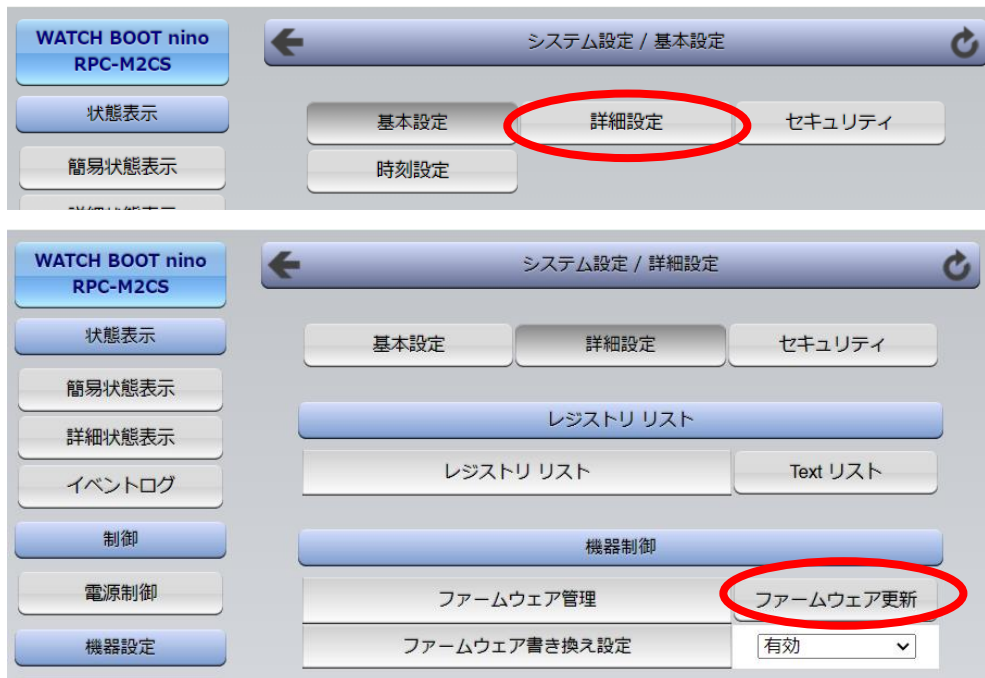 WATCH BOOT nino
RPC-M2CS
システム設定 / 基本設定
状態表示
基本設定
詳細設定
セキュリティ
簡易状態表示
時刻設定
WATCH BOOT nino
RPC-M2CS
システム設定 / 詳細設定
状態表示
基本設定
詳細設定
セキュリティ
簡易状態表示
レジストリ リスト
詳細状態表示
レジストリ リスト
Text リスト
イベントログ
制御
機器制御
電源制御
ファームウェア管理
ファームウェア更新
機器設定
ファームウェア書き換え設定
有効